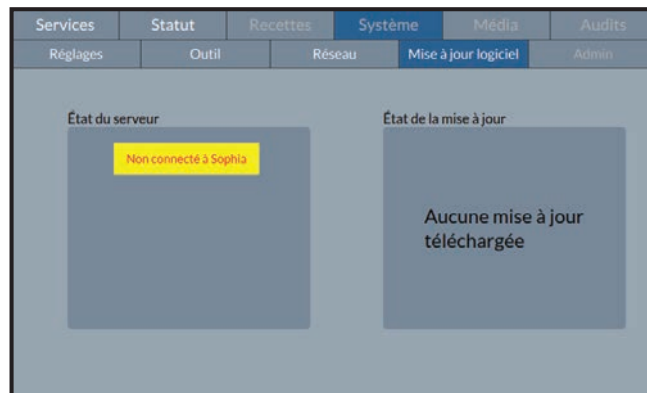 Services Statut Recettes Système Média Audits
Réglages Outil Réseau Mise à jour logiciel Admin
État du serveur
Non connecté à Sophia
État de la mise à jour
Aucune mise à jour
téléchargée